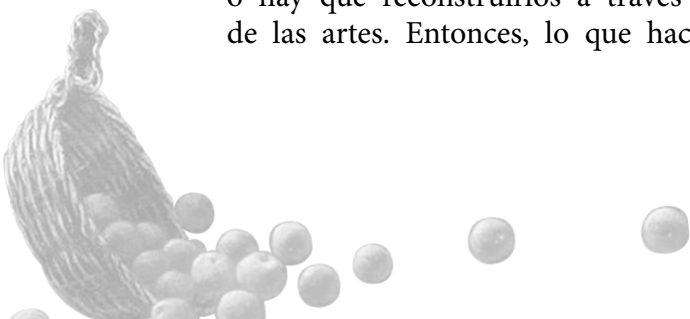 o hay que reconstruirlos a través
de las artes. Entonces, lo que hac